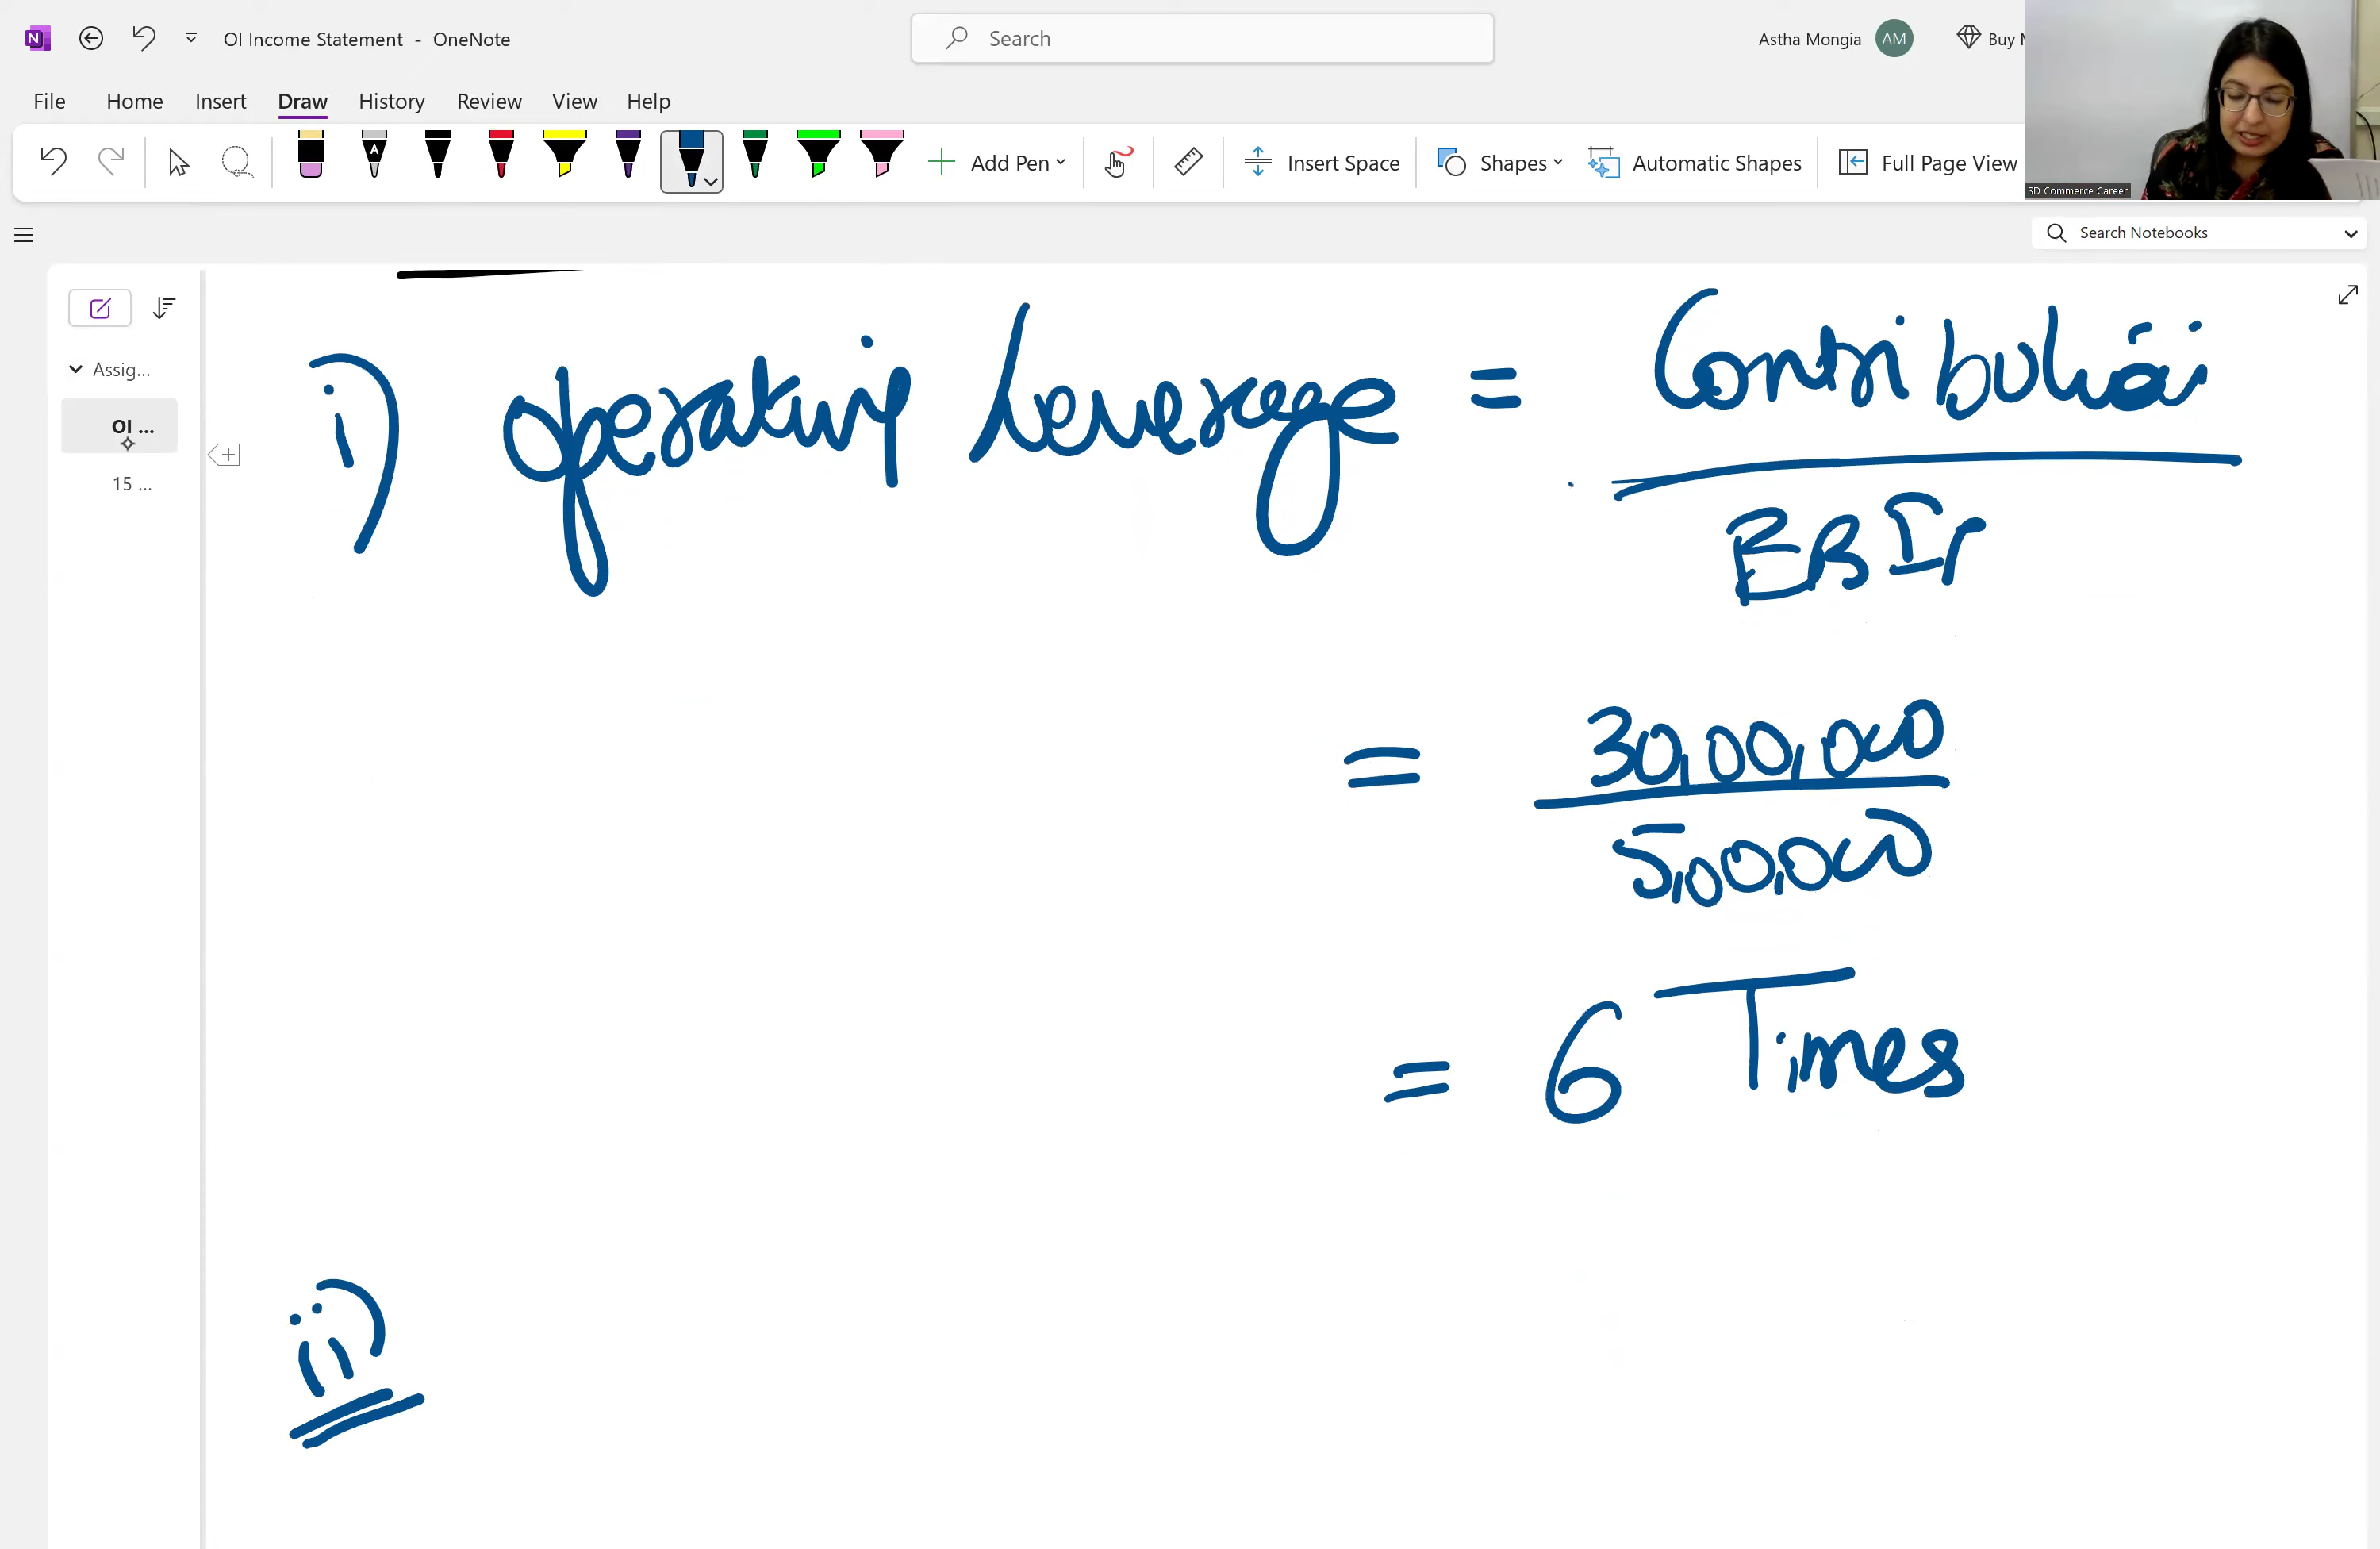 OI Income Statement - OneNote
Search
Astha Mongia AM
Buy
File Home Insert Draw History Review View Help
Add Pen
Insert Space
Shapes
Automatic Shapes
Full Page View
SD Commerce Career
Search Notebooks
Assig...
OI ...
15 ...
i) operating leverage = Contribution
EBIT
= 30,00,000
5,00,000
= 6 Times
ii)